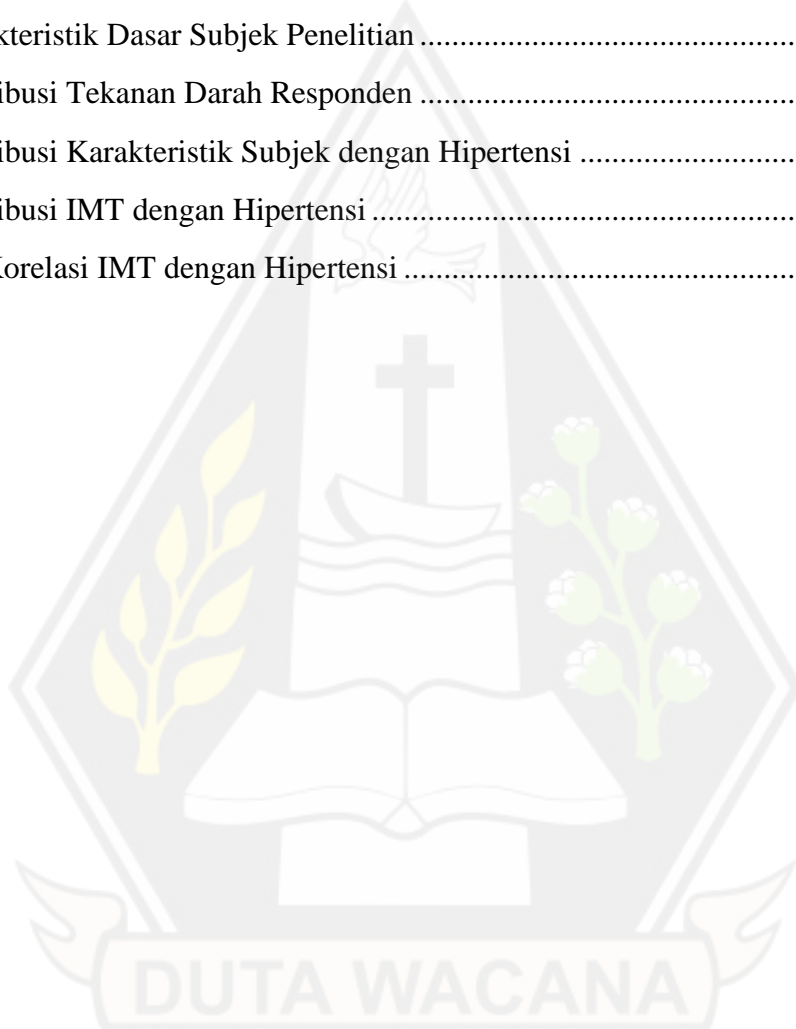 kteristik Dasar Subjek Penelitian ................................................
ibusi Tekanan Darah Responden ................................................
ibusi Karakteristik Subjek dengan Hipertensi ...........................
ibusi IMT dengan Hipertensi ......................................................
Korelasi IMT dengan Hipertensi ..................................................
DUTA WACANA